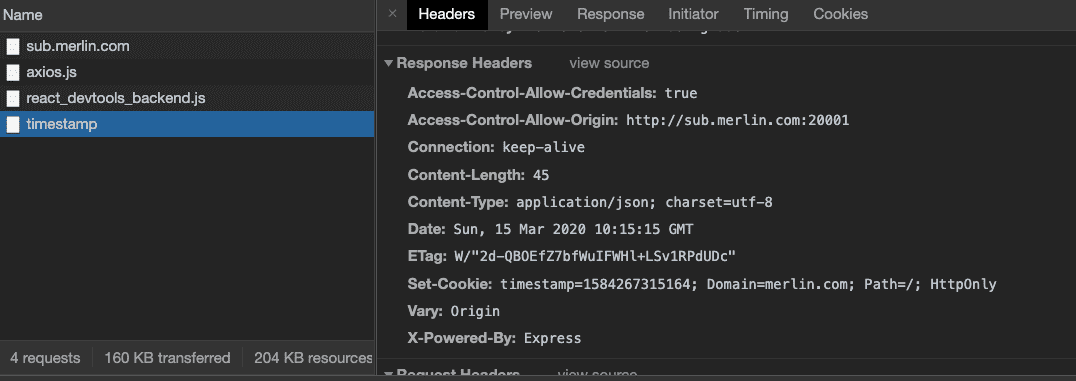 Name
sub.merlin.com
axios.js
react_devtools_backend.js
timestamp
4 requests 160 KB transferred 204 KB resources
× Headers Preview Response Initiator Timing Cookies
Response Headers view source
Access-Control-Allow-Credentials: true
Access-Control-Allow-Origin: http://sub.merlin.com:20001
Connection: keep-alive
Content-Length: 45
Content-Type: application/json; charset=utf-8
Date: Sun, 15 Mar 2020 10:15:15 GMT
ETag: W/"2d-QBOEfZ7bfWuIFWHl+LSv1RPdUDc"
Set-Cookie: timestamp=1584267315164; Domain=merlin.com; Path=/; HttpOnly
Vary: Origin
X-Powered-By: Express
Request Headers view source